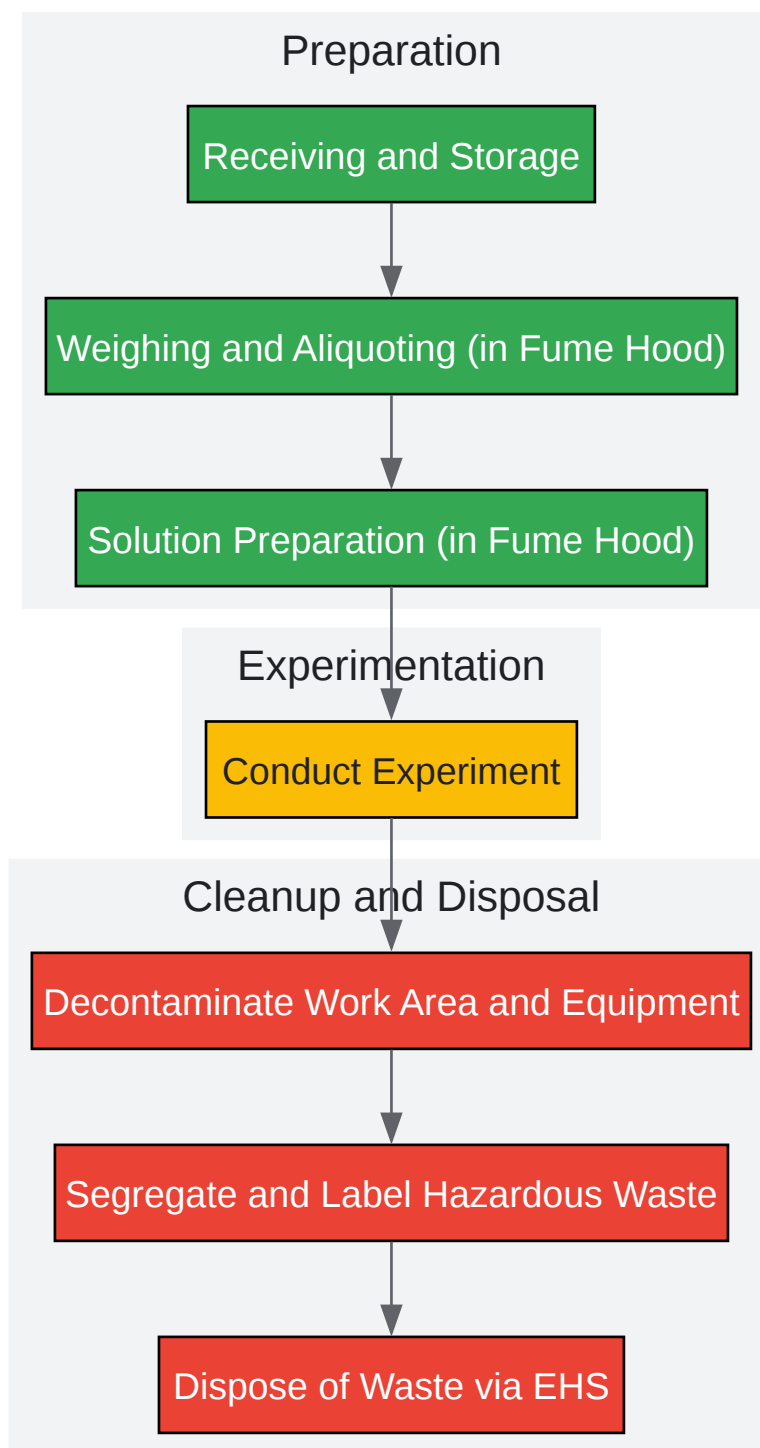 Preparation
Receiving and Storage
Weighing and Aliquoting (in Fume Hood)
Solution Preparation (in Fume Hood)
Experimentation
Conduct Experiment
Cleanup and Disposal
Decontaminate Work Area and Equipment
Segregate and Label Hazardous Waste
Dispose of Waste via EHS